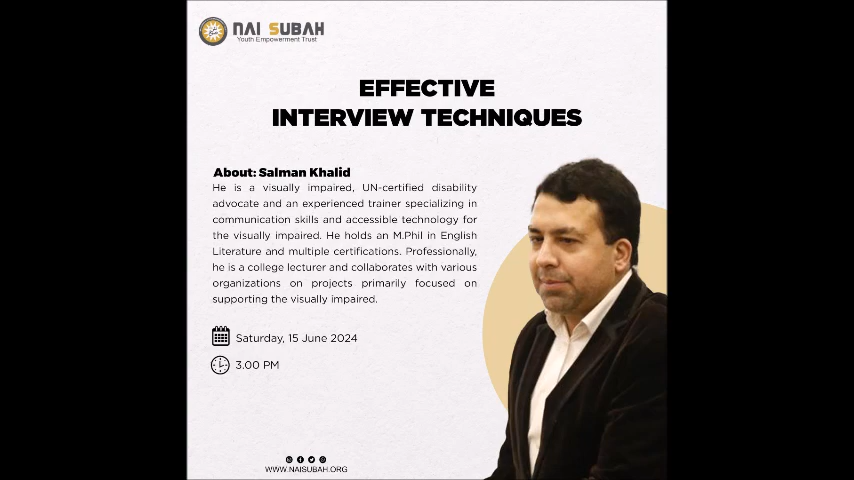 NAI SUBAH
Youth Empowerment Trust
EFFECTIVE
INTERVIEW TECHNIQUES
About: Salman Khalid
He is a visually impaired, UN-certified disability
advocate and an experienced trainer specializing in
communication skills and accessible technology for
the visually impaired. He holds an M.Phil in English
Literature and multiple certifications. Professionally,
he is a college lecturer and collaborates with various
organizations on projects primarily focused on
supporting the visually impaired.
Saturday, 15 June 2024
3.00 PM
WWW.NAISUBAH.ORG